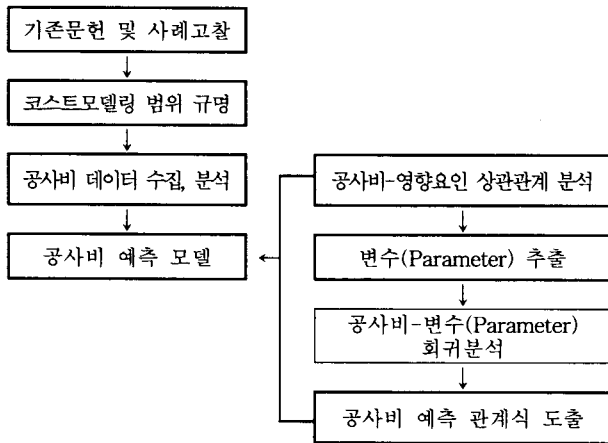 기존문헌 및 사례고찰
코스트모델링 범위 규명
공사비 데이터 수집, 분석
공사비 예측 모델
공사비-영향요인 상관관계 분석
변수(Parameter) 추출
공사비-변수(Parameter)
회귀분석
공사비 예측 관계식 도출